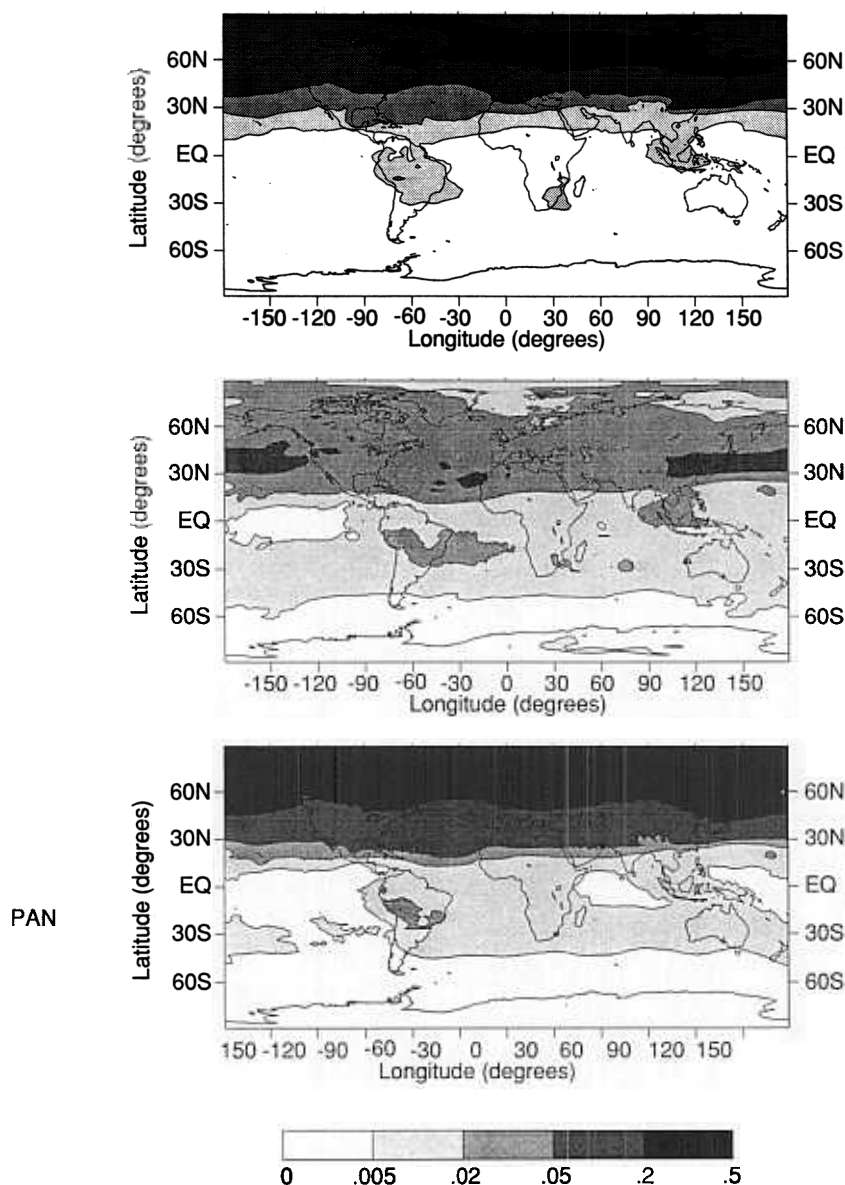 60N 60N
30N 30N
EQ EQ
30S 30S
60S 60S
Latitude (degrees)
-150 -120 -90 -60 -30 0 30 60 90 120 150
Longitude (degrees)
60N 60N
30N 30N
EQ EQ
30S 30S
60S 60S
Latitude (degrees)
-150 -120 -90 -60 -30 0 30 60 90 120 150
Longitude (degrees)
PAN
60N 60N
30N 30N
EQ EQ
30S 30S
60S 60S
Latitude (degrees)
150 -120 -90 -60 -30 0 30 60 90 120 150
Longitude (degrees)
0 .005 .02 .05 .2 .5